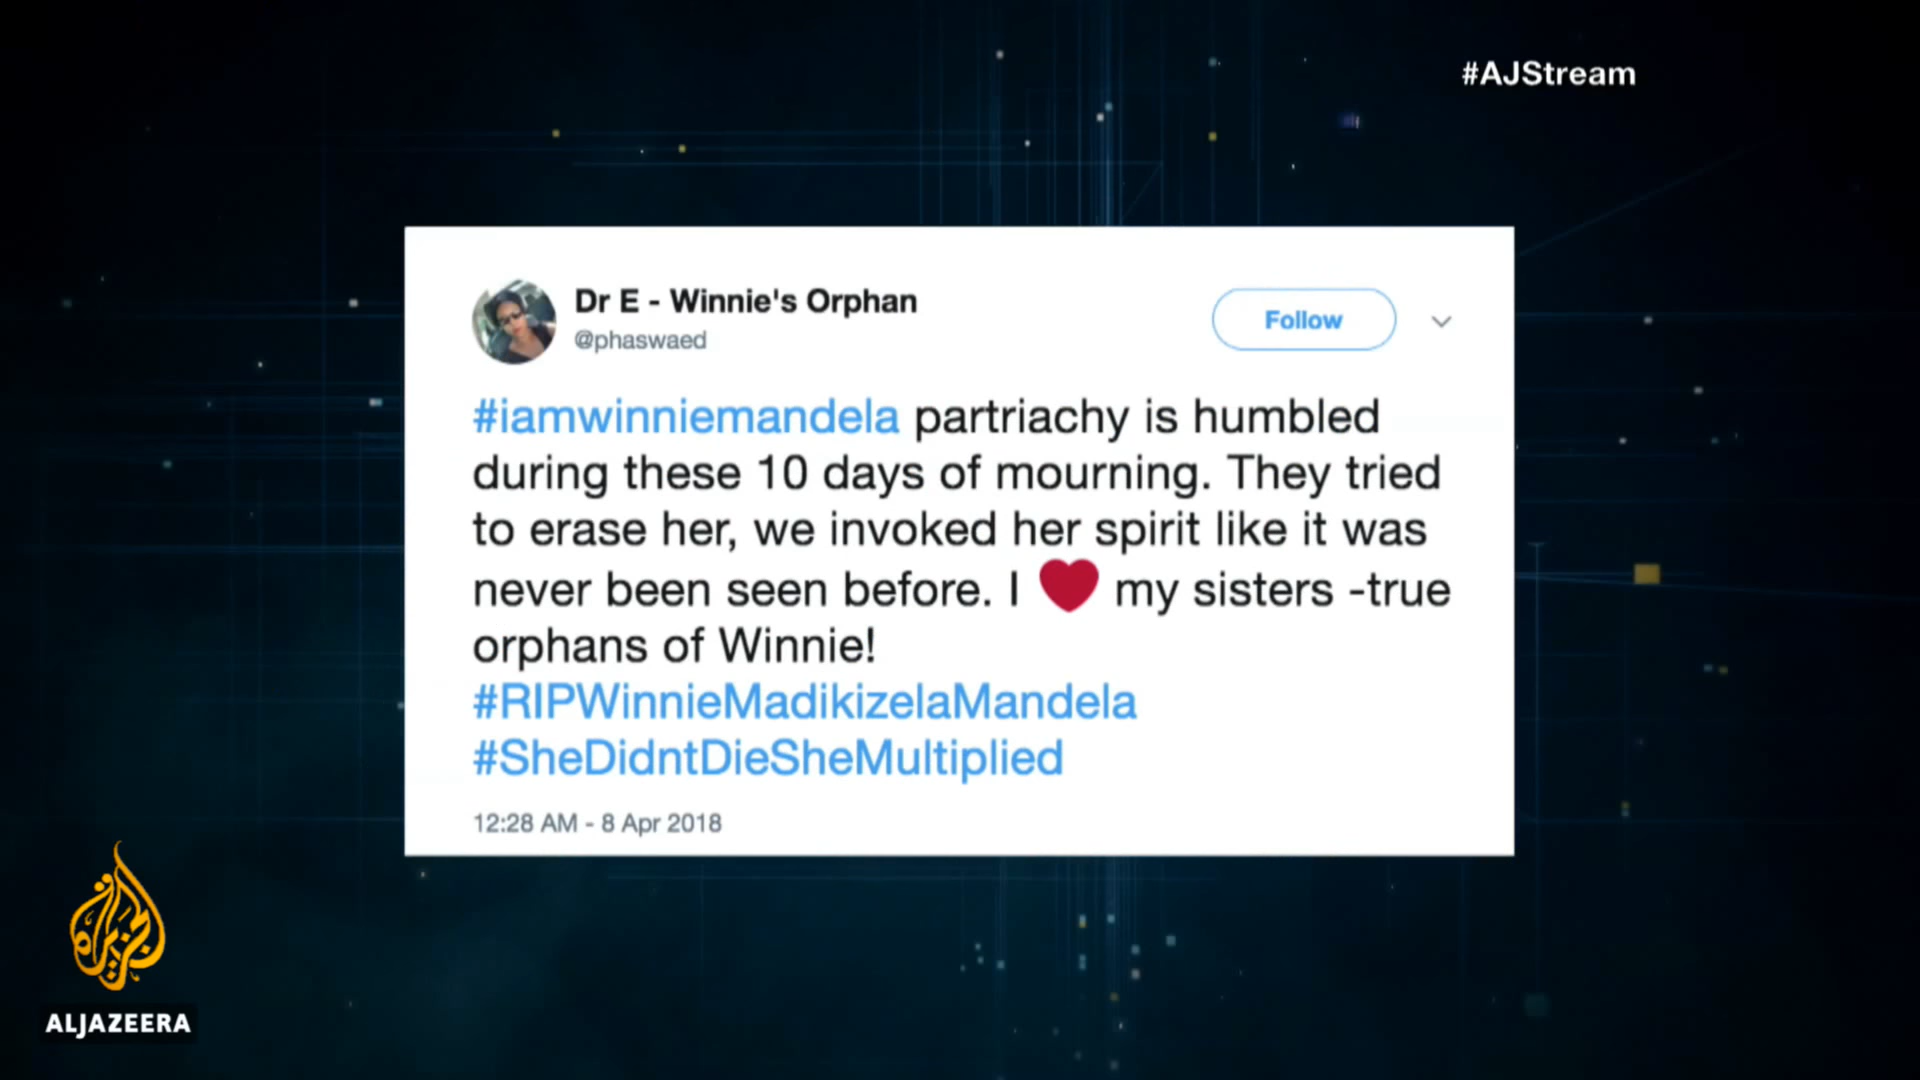 #AJStream
Dr E - Winnie's Orphan
@phaswaed
Follow
#iamwinniemandela partriachy is humbled
during these 10 days of mourning. They tried
to erase her, we invoked her spirit like it was
never been seen before. I ❤ my sisters -true
orphans of Winnie!
#RIPWinnieMadikizelaMandela
#SheDidntDieSheMultiplied
12:28 AM - 8 Apr 2018
الجزيرة
ALJAZEERA